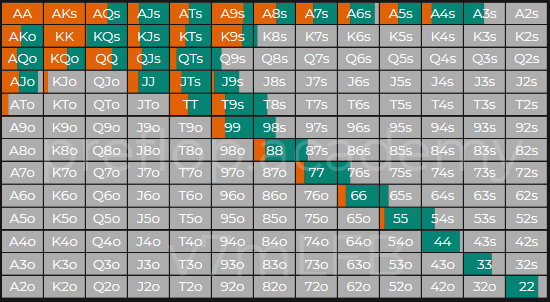 AA AKs AQs AJs ATs A9s A8s A7s A6s A5s A4s A3s A2s
AKo KK KQs KJs KTs K9s K8s K7s K6s K5s K4s K3s K2s
AQo KQo QQ QJs QTs Q9s Q8s Q7s Q6s Q5s Q4s Q3s Q2s
AJo KJo QJo JJ JTs J9s J8s J7s J6s J5s J4s J3s J2s
ATo KTo QTo JTo TT T9s T8s T7s T6s T5s T4s T3s T2s
A9o K9o Q9o J9o T9o 99 98s 97s 96s 95s 94s 93s 92s
A8o K8o Q8o J8o T8o 98o 88 87s 86s 85s 84s 83s 82s
preflop.academy
A7o K7o Q7o J7o T7o 97o 87o 77 76s 75s 74s 73s 72s
A6o K6o Q6o J6o T6o 96o 86o 76o 66 65s 64s 63s 62s
A5o K5o Q5o J5o T5o 95o 85o 75o 65o 55 54s 53s 52s
A4o K4o Q4o J4o T4o 94o 84o 74o 64o 54o 44 43s 42s
A3o K3o Q3o J3o T3o 93o 83o 73o 63o 53o 43o 33 32s
A2o K2o Q2o J2o T2o 92o 82o 72o 62o 52o 42o 32o 22